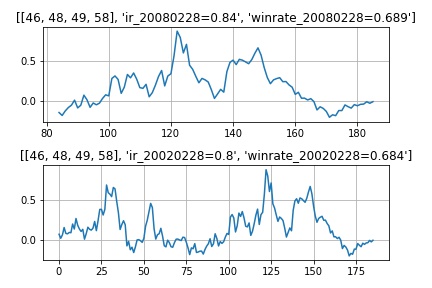 [[46, 48, 49, 58], 'ir_20080228=0.84', 'winrate_20080228=0.689']
0.5
0.0
80 100 120 140 160 180
[[46, 48, 49, 58], 'ir_20020228=0.8', 'winrate_20020228=0.684']
0.5
0.0
0 25 50 75 100 125 150 175